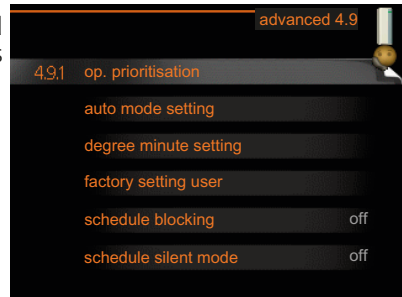 advanced 4.9
4.9.1 op. prioritisation
auto mode setting
degree minute setting
factory setting user
schedule blocking off
schedule silent mode off